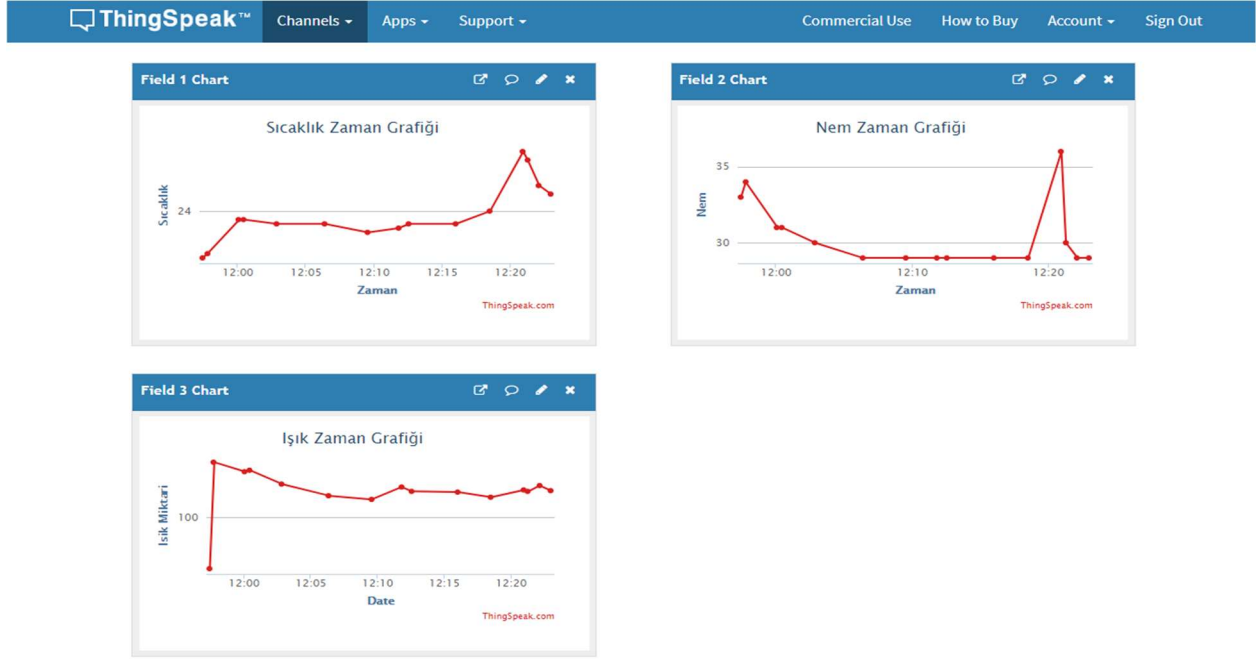 ThingSpeak™ Channels Apps Support Commercial Use How to Buy Account Sign Out
Field 1 Chart
Sıcaklık Zaman Grafiği
Sıcaklık
24
12:00 12:05 12:10 12:15 12:20
Zaman
ThingSpeak.com
Field 2 Chart
Nem Zaman Grafiği
Nem
35
30
12:00 12:10 12:20
Zaman
ThingSpeak.com
Field 3 Chart
Işık Zaman Grafiği
Isik Miktari
100
12:00 12:05 12:10 12:15 12:20
Date
ThingSpeak.com